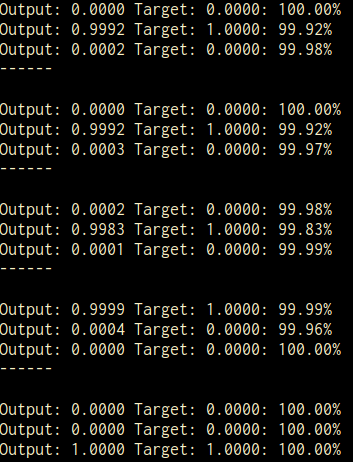 Output: 0.0000 Target: 0.0000: 100.00%
Output: 0.9992 Target: 1.0000: 99.92%
Output: 0.0002 Target: 0.0000: 99.98%
------
Output: 0.0000 Target: 0.0000: 100.00%
Output: 0.9992 Target: 1.0000: 99.92%
Output: 0.0003 Target: 0.0000: 99.97%
------
Output: 0.0002 Target: 0.0000: 99.98%
Output: 0.9983 Target: 1.0000: 99.83%
Output: 0.0001 Target: 0.0000: 99.99%
------
Output: 0.9999 Target: 1.0000: 99.99%
Output: 0.0004 Target: 0.0000: 99.96%
Output: 0.0000 Target: 0.0000: 100.00%
------
Output: 0.0000 Target: 0.0000: 100.00%
Output: 0.0000 Target: 0.0000: 100.00%
Output: 1.0000 Target: 1.0000: 100.00%